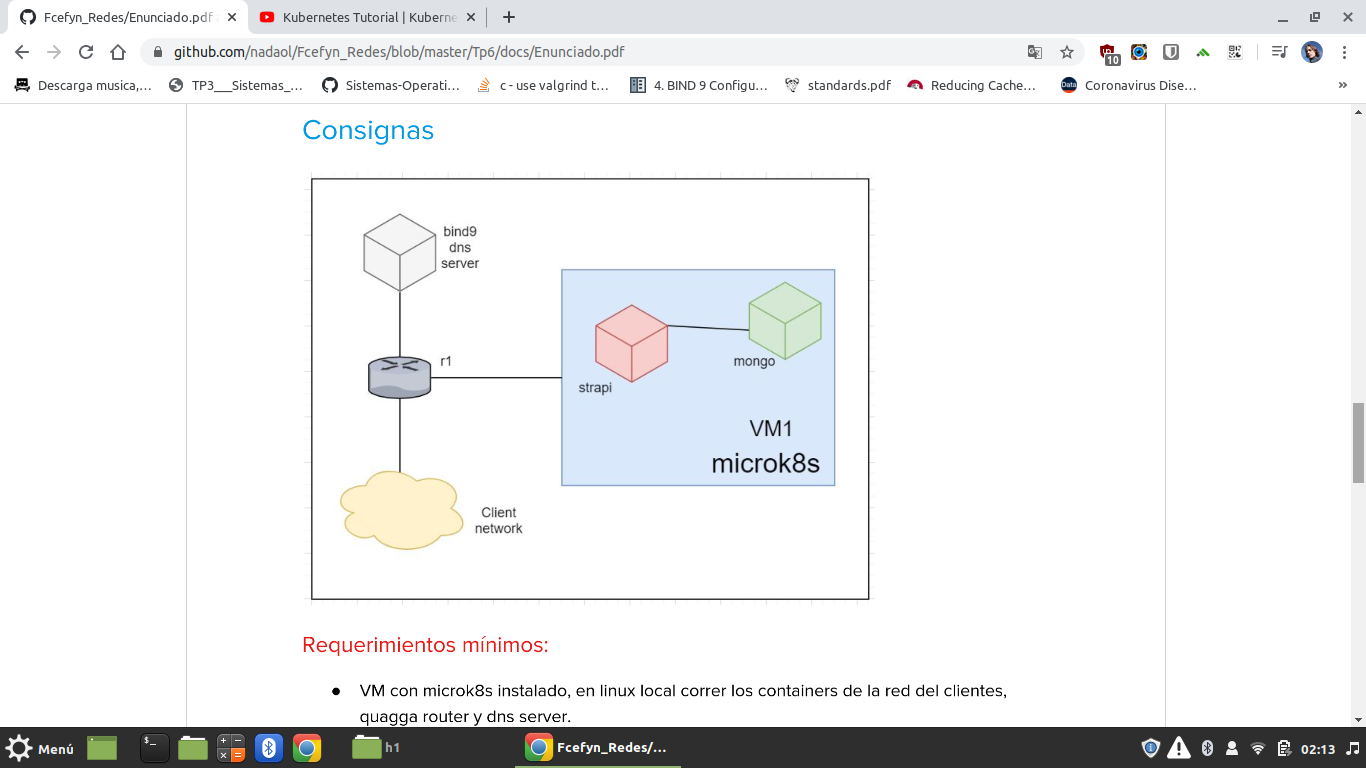 Fcefyn_Redes/Enunciado.pdf a
Kubernetes Tutorial | Kuberne
github.com/nadaol/Fcefyn_Redes/blob/master/Tp6/docs/Enunciado.pdf
10
Descarga musica,...
TP3___Sistemas_...
Sistemas-Operati...
c - use valgrind t...
4. BIND 9 Configu...
standards.pdf
Reducing Cache...
Data
Coronavirus Dise...
»
Consignas
bind9
dns
server
r1
strapi
mongo
VM1
microk8s
Client
network
Requerimientos mínimos:
● VM con microk8s instalado, en linux local correr los containers de la red del clientes,
quagga router y dns server.
Menú
h1
Fcefyn_Redes/...
02:13